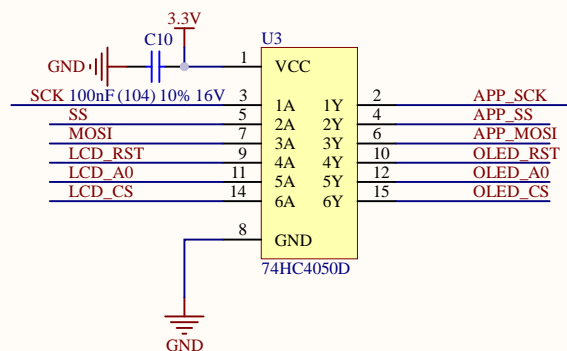 3.3V
C10
U3
GND
1
VCC
SCK 100nF (104) 10% 16V
3
1A
1Y
2
APP_SCK
SS
5
2A
2Y
4
APP_SS
MOSI
7
3A
3Y
6
APP_MOSI
LCD_RST
9
4A
4Y
10
OLED_RST
LCD_A0
11
5A
5Y
12
OLED_A0
LCD_CS
14
6A
6Y
15
OLED_CS
8
GND
74HC4050D
GND